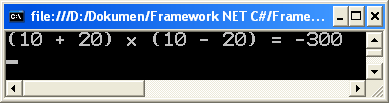 file:///D:/Dokumen/Framework NET C#/Frame...
(10 + 20) x (10 - 20) = -300